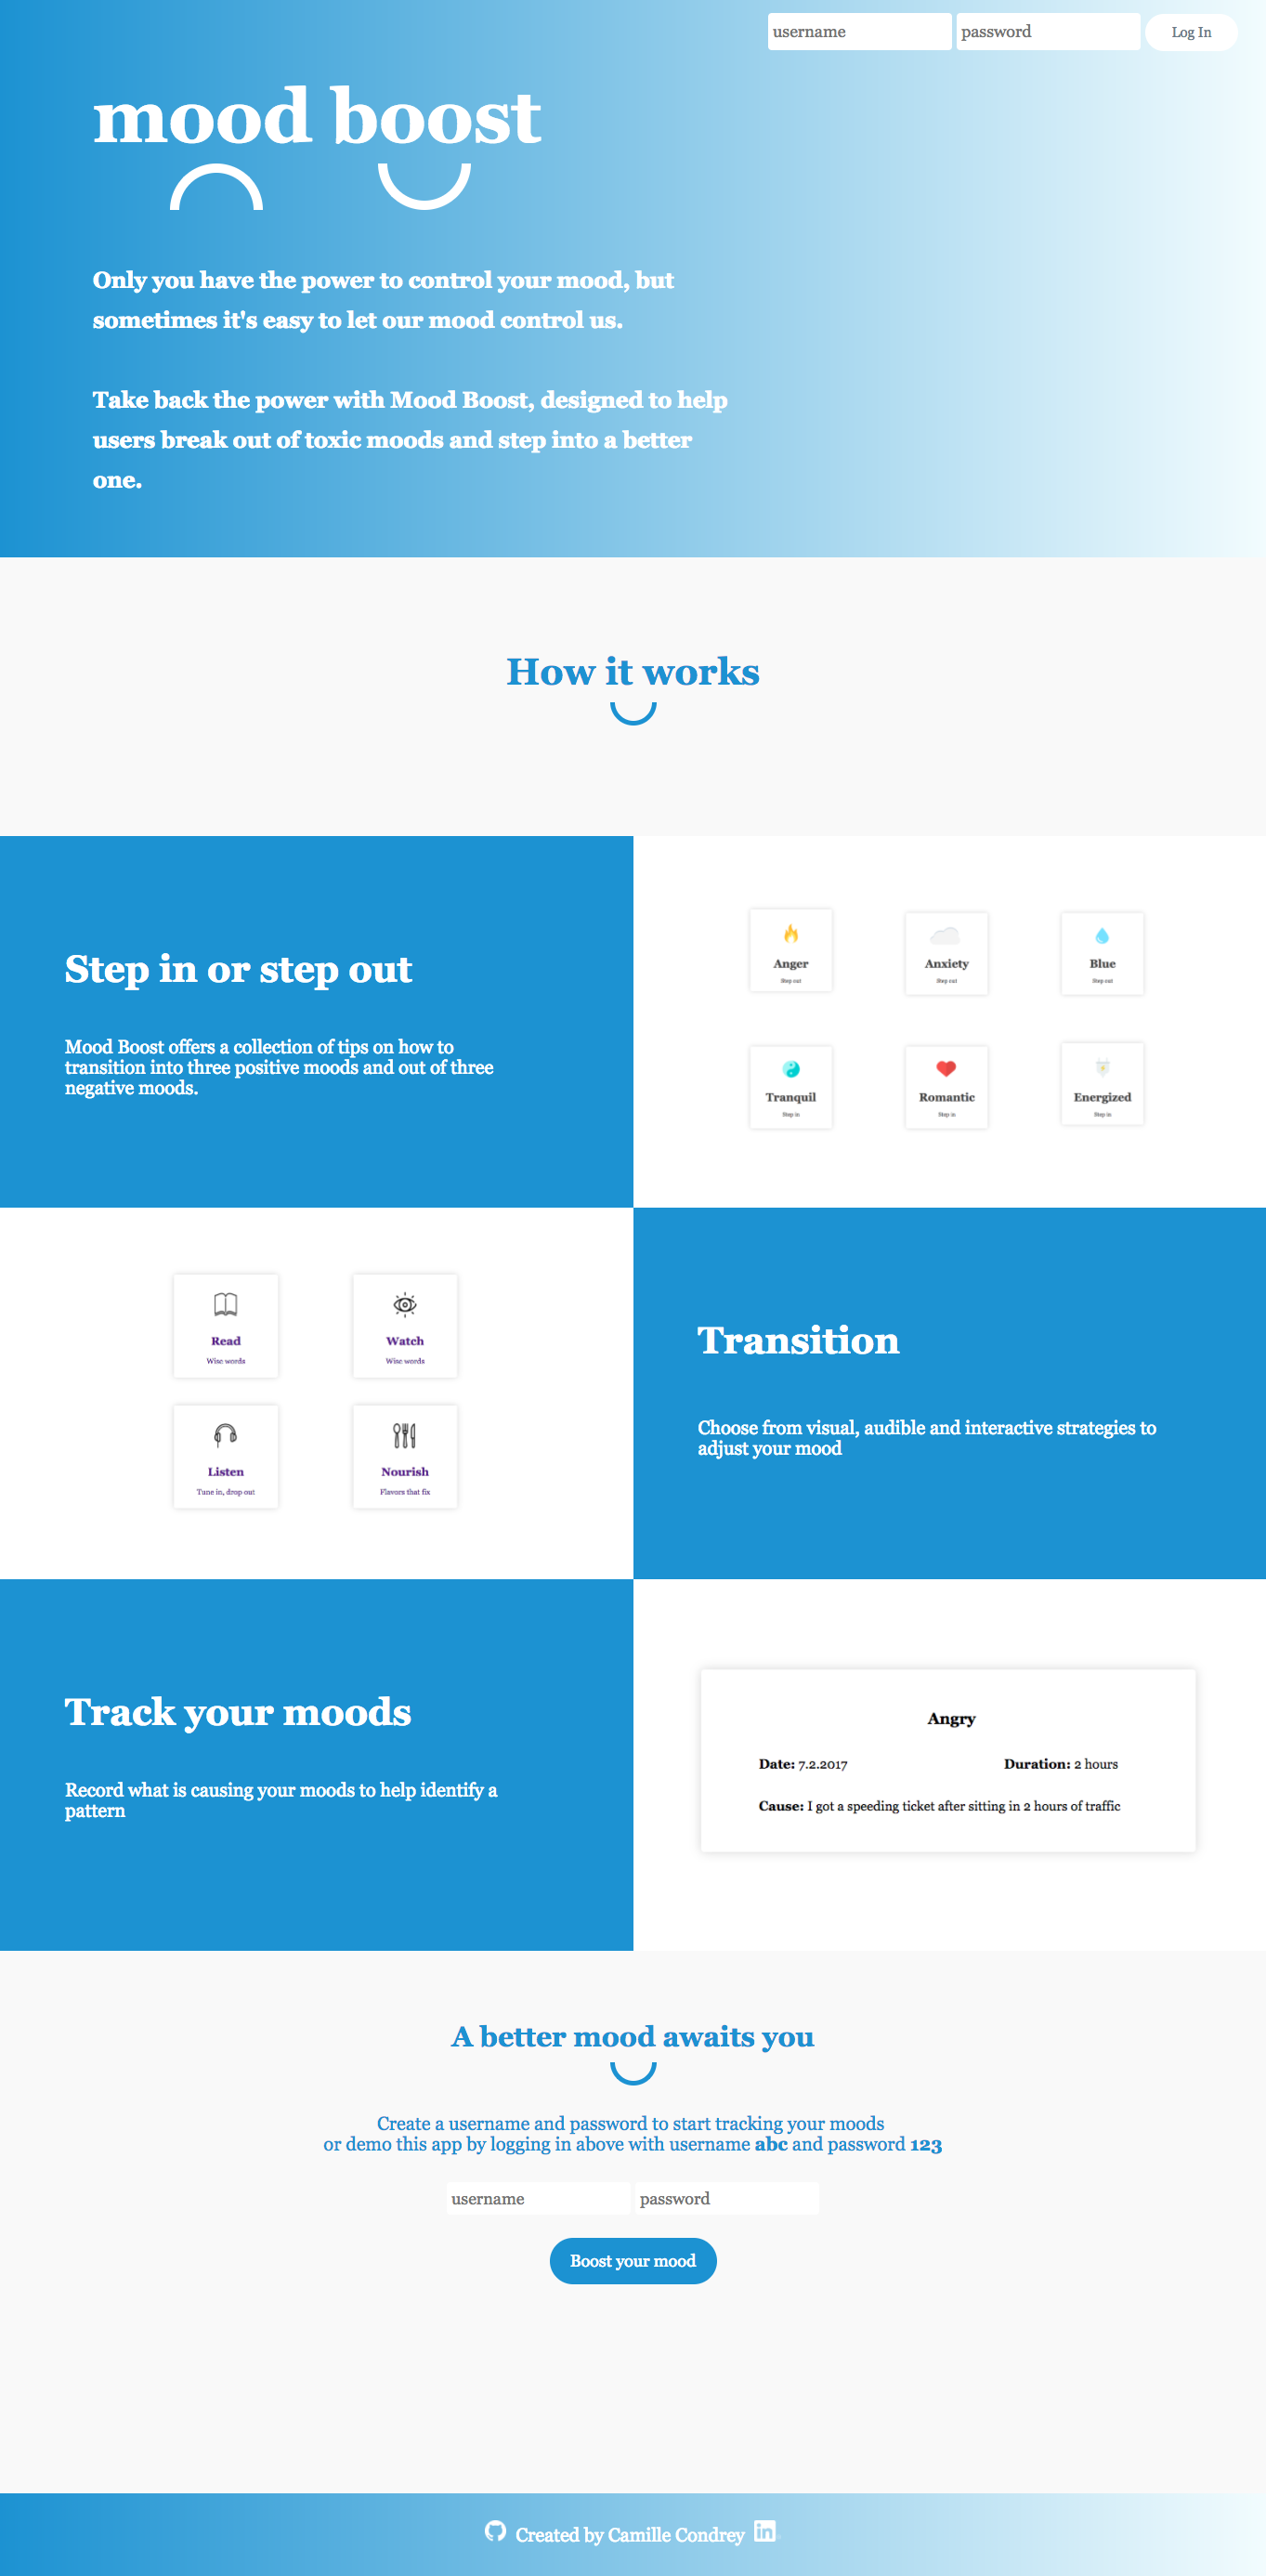 username password Log In
mood boost
Only you have the power to control your mood, but
sometimes it's easy to let our mood control us.
Take back the power with Mood Boost, designed to help
users break out of toxic moods and step into a better
one.
How it works
Step in or step out
Mood Boost offers a collection of tips on how to
transition into three positive moods and out of three
negative moods.
Anger
Step out
Anxiety
Step out
Blue
Step out
Tranquil
Step in
Romantic
Step in
Energized
Step in
Read
Wise words
Watch
Wise words
Listen
Tune in, drop out
Nourish
Flavors that fix
Transition
Choose from visual, audible and interactive strategies to
adjust your mood
Track your moods
Record what is causing your moods to help identify a
pattern
Angry
Date: 7.2.2017 Duration: 2 hours
Cause: I got a speeding ticket after sitting in 2 hours of traffic
A better mood awaits you
Create a username and password to start tracking your moods
or demo this app by logging in above with username abc and password 123
username password
Boost your mood
Created by Camille Condrey in